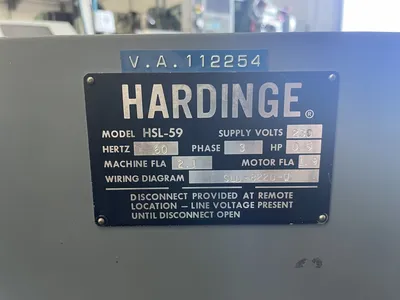 V.A.112254
HARDINGE®
MODEL HSL-59 SUPPLY VOLTS
HERTZ 60 PHASE 3 HP
MACHINE FLA MOTOR FLA
WIRING DIAGRAM
DISCONNECT PROVIDED AT REMOTE
LOCATION – LINE VOLTAGE PRESENT
UNTIL DISCONNECT OPEN